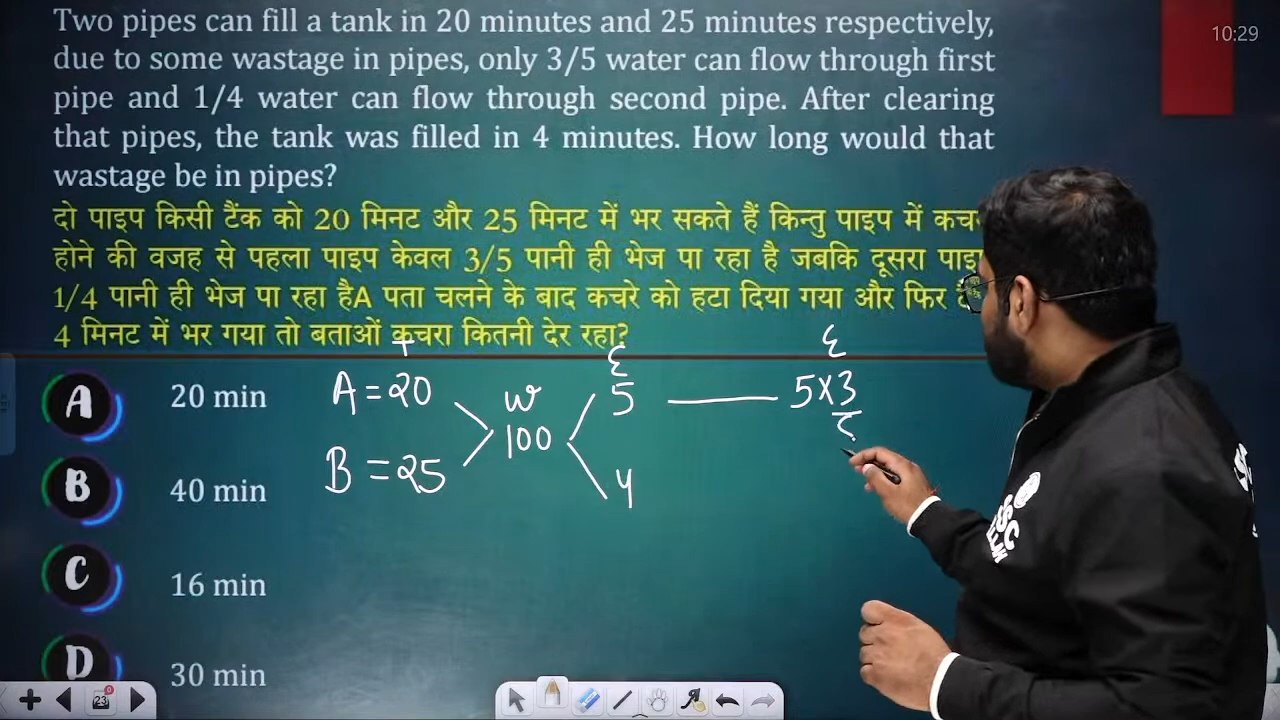 Two pipes can fill a tank in 20 minutes and 25 minutes respectively,
due to some wastage in pipes, only 3/5 water can flow through first
pipe and 1/4 water can flow through second pipe. After clearing
that pipes, the tank was filled in 4 minutes. How long would that
wastage be in pipes?
10:29
दो पाइप किसी टैंक को 20 मिनट और 25 मिनट में भर सकते हैं किन्तु पाइप में
होने की वजह से पहला पाइप केवल 3/5 पानी ही भेज पा रहा है जबकि दूसरा
1/4 पानी ही भेज पा रहा हैA पता चलने के बाद कचरे को हटा दिया गया और फिर
4 मिनट में भर गया तो बताओं कचरा कितनी देर रहा?
A 20 min
B 40 min
C 16 min
D 30 min
T
A = 20
B = 25
W
100
E
5
4
E
5×3
23